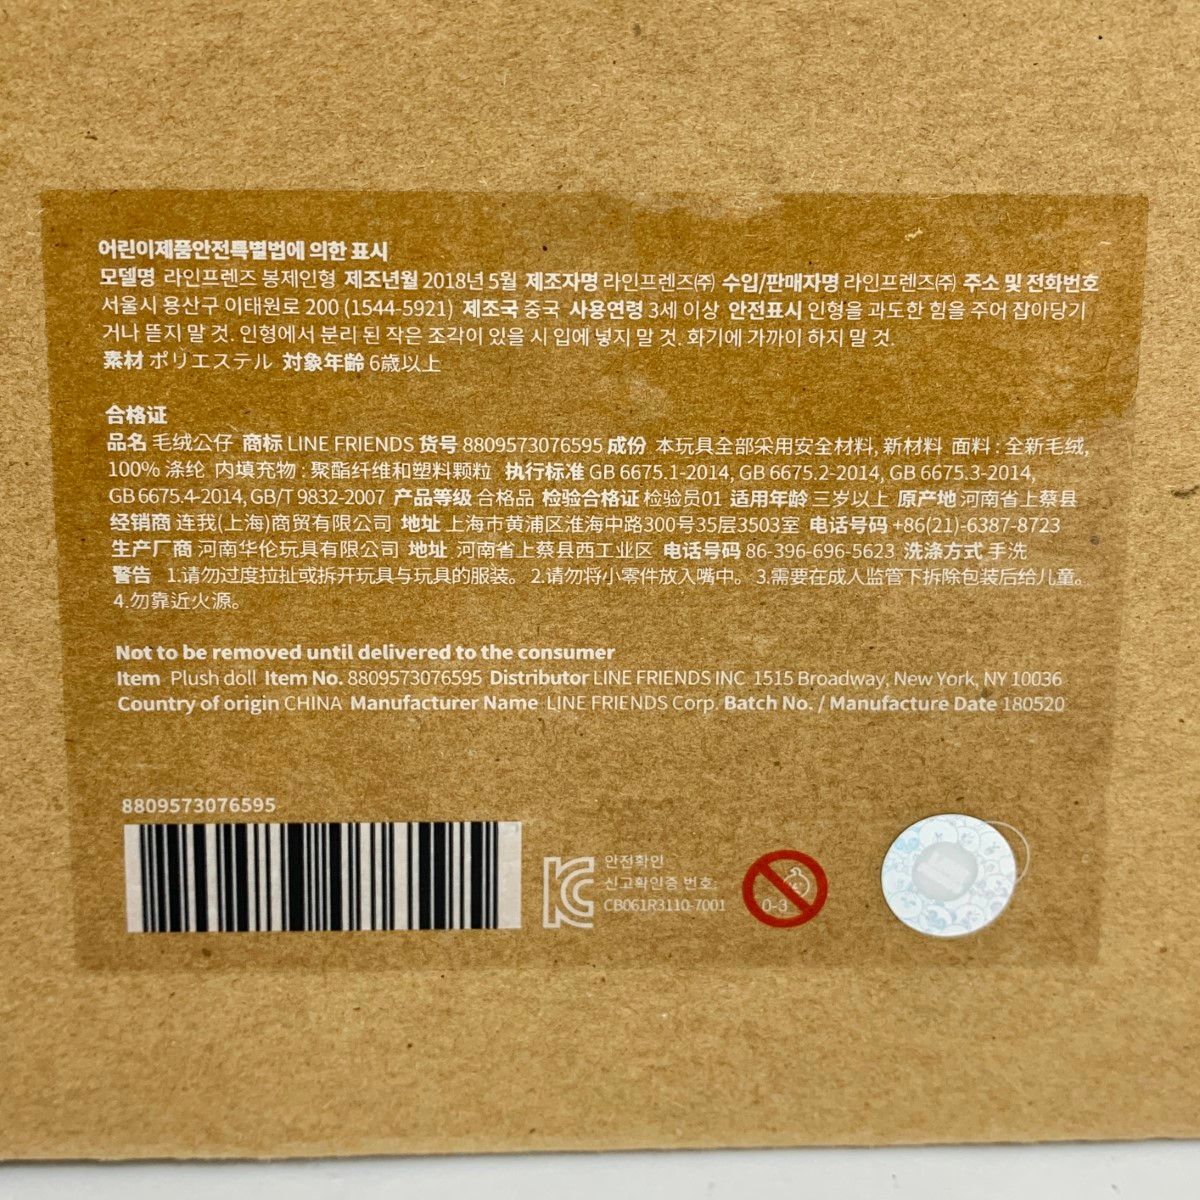 어린이제품안전특별법에 의한 표시
모델명 라인프렌즈 봉제인형 제조년월 2018년 5월 제조자명 라인프렌즈㈜ 수입/판매자명 라인프렌즈㈜ 주소 및 전화번호
서울시 용산구 이태원로 200 (1544-5921) 제조국 중국 사용연령 3세 이상 안전표시 인형을 과도한 힘을 주어 잡아당기
거나 뜯지 말 것. 인형에서 분리 된 작은 조각이 있을 시 입에 넣지 말 것. 화기에 가까이 하지 말 것.
素材 ポリエステル 対象年齢 6歳以上
合格证
品名 毛绒公仔 商标 LINE FRIENDS 货号 8809573076595 成份 本玩具全部采用安全材料, 新材料 面料 : 全新毛绒,
100% 涤纶 内填充物 : 聚酯纤维和塑料颗粒 执行标准 GB 6675.1-2014, GB 6675.2-2014, GB 6675.3-2014,
GB 6675.4-2014, GB/T 9832-2007 产品等级 合格品 检验合格证 检验员01 适用年龄 三岁以上 原产地 河南省上蔡县
经销商 连我(上海)商贸有限公司 地址 上海市黄浦区淮海中路300号35层3503室 电话号码 +86(21)-6387-8723
生产厂商 河南华伦玩具有限公司 地址 河南省上蔡县西工业区 电话号码 86-396-696-5623 洗涤方式 手洗
警告 1.请勿过度拉扯或拆开玩具与玩具的服装。 2.请勿将小零件放入嘴中。 3.需要在成人监管下拆除包装后给儿童。
4.勿靠近火源。
Not to be removed until delivered to the consumer
Item Plush doll Item No. 8809573076595 Distributor LINE FRIENDS INC 1515 Broadway, New York, NY 10036
Country of origin CHINA Manufacturer Name LINE FRIENDS Corp. Batch No. / Manufacture Date 180520
8809573076595
안전확인
신고확인증 번호:
CB061R3110-7001
0-3